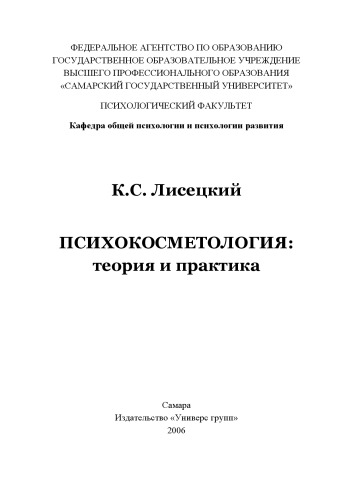 ФЕДЕРАЛЬНОЕ АГЕНТСТВО ПО ОБРАЗОВАНИЮ
ГОСУДАРСТВЕННОЕ ОБРАЗОВАТЕЛЬНОЕ УЧРЕЖДЕНИЕ
ВЫСШЕГО ПРОФЕССИОНАЛЬНОГО ОБРАЗОВАНИЯ
«САМАРСКИЙ ГОСУДАРСТВЕННЫЙ УНИВЕРСИТЕТ»
ПСИХОЛОГИЧЕСКИЙ ФАКУЛЬТЕТ
Кафедра общей психологии и психологии развития
К.С. Лисецкий
ПСИХОКОСМЕТОЛОГИЯ:
теория и практика
Самара
Издательство «Универс групп»
2006